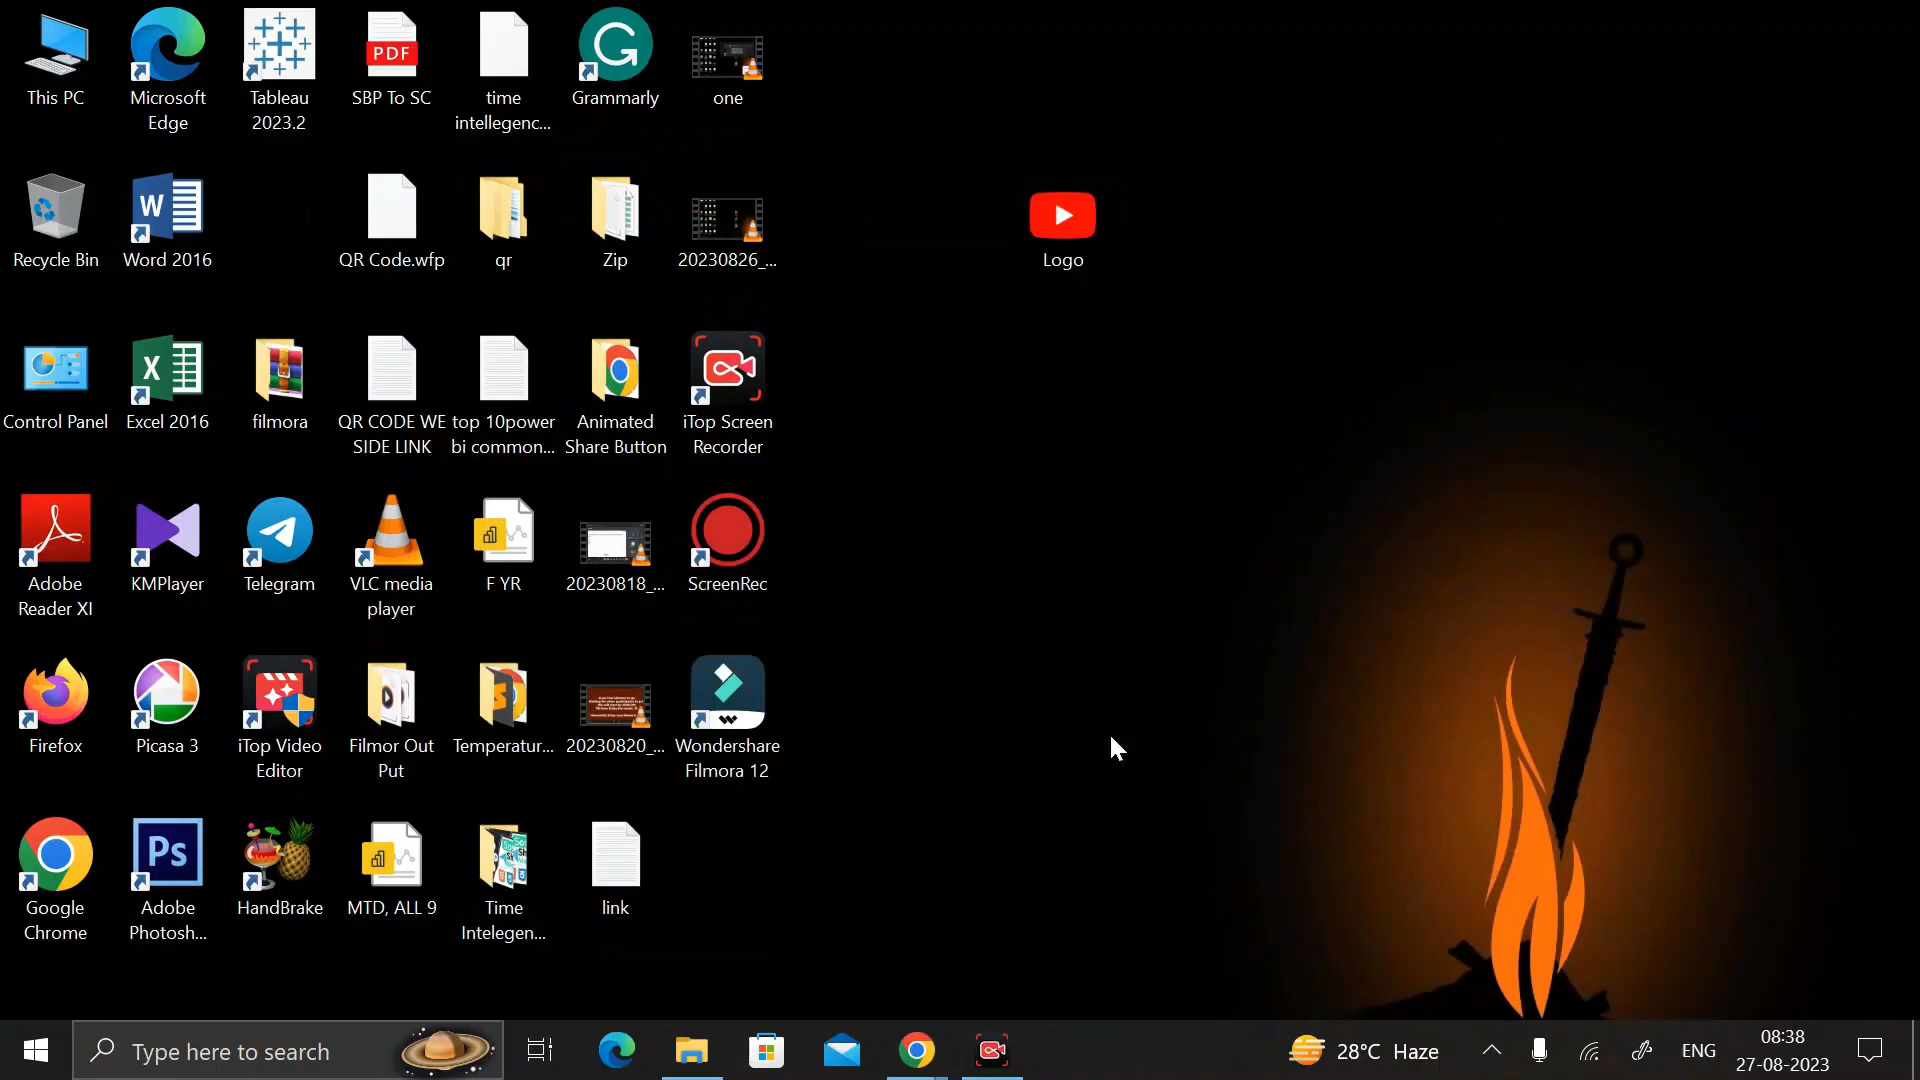 This PC
Microsoft
Edge
Tableau
2023.2
PDF
SBP To SC
time
intellegenc...
G
Grammarly
one
Recycle Bin
W
Word 2016
QR Code.wfp
qr
Zip
20230826_...
Logo
Control Panel
X
Excel 2016
filmora
QR CODE WE
SIDE LINK
top 10power
bi common...
Animated
Share Button
iTop Screen
Recorder
Adobe
Reader XI
KMPlayer
Telegram
VLC media
player
F YR
20230818_...
ScreenRec
Firefox
Picasa 3
iTop Video
Editor
Filmor Out
Put
Temperatur...
20230820_...
Wondershare
Filmora 12
Google
Chrome
Ps
Adobe
Photosh...
HandBrake
MTD, ALL 9
Time
Intelegen...
link
Type here to search
28°C Haze
ENG
08:38
27-08-2023